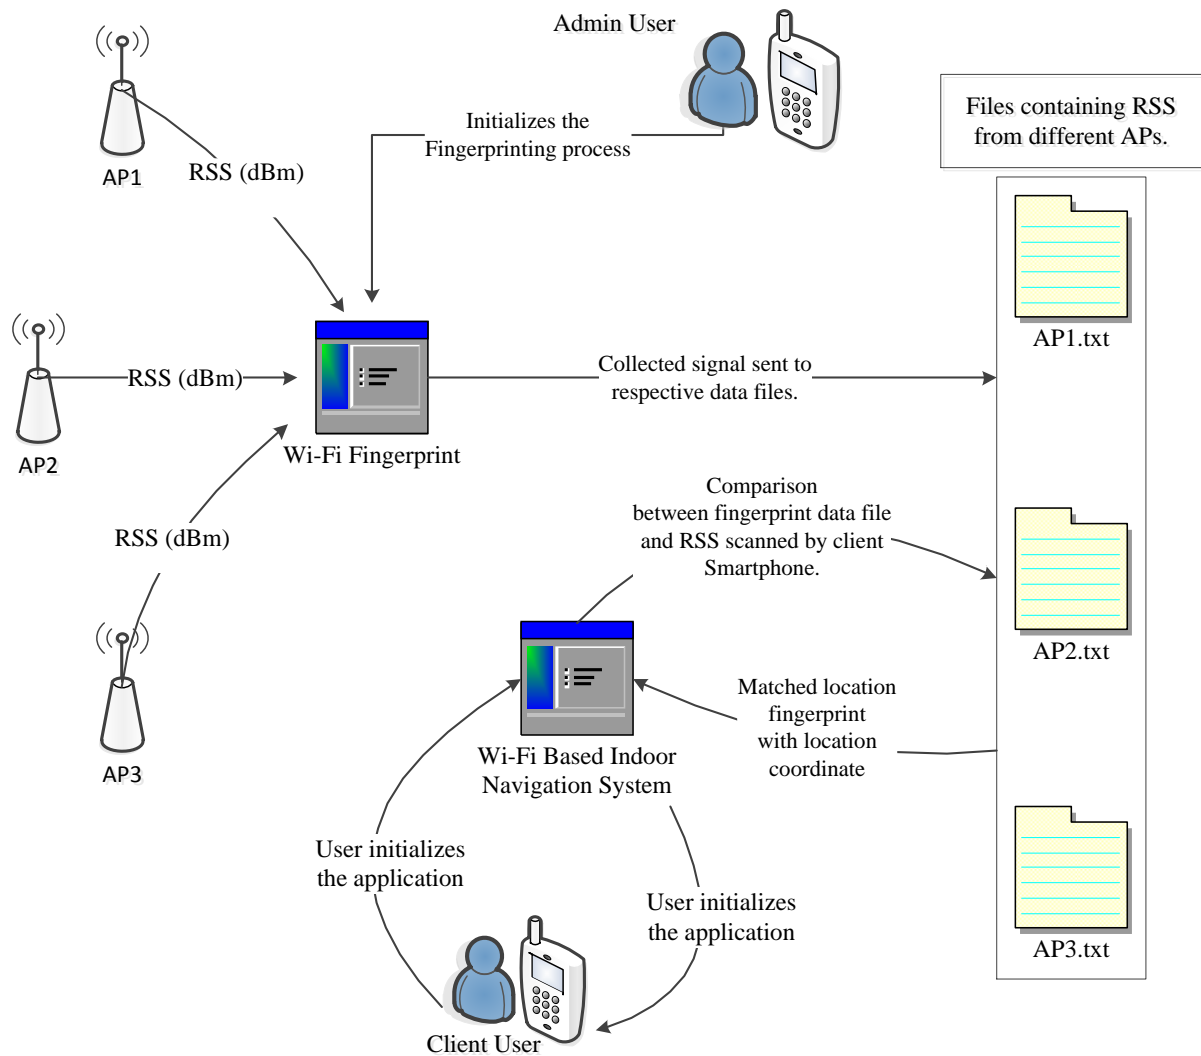 Admin User
Files containing RSS
from different APs.
Initializes the
Fingerprinting process
RSS (dBm)
AP1
AP1.txt
RSS (dBm)
Collected signal sent to
respective data files.
AP2
Wi-Fi Fingerprint
Comparison
between fingerprint data file
and RSS scanned by client
Smartphone.
RSS (dBm)
AP2.txt
Matched location
fingerprint
with location
coordinate
AP3
Wi-Fi Based Indoor
Navigation System
User initializes
the application
User initializes
the application
AP3.txt
Client User